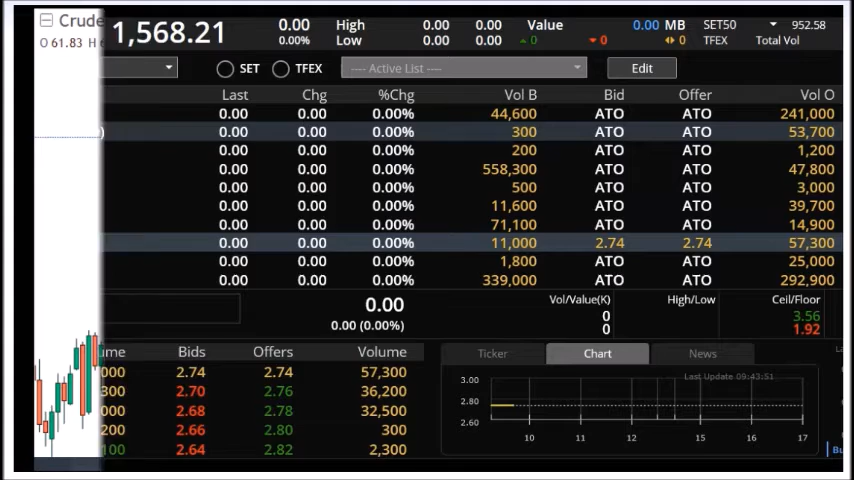 Crude
O 61.83 H
1,568.21 0.00 High 0.00 0.00 Value 0.00 MB SET50 952.58
0.00% Low 0.00 0.00 0 0 0 TFEX Total Vol
SET TFEX ---- Active List ---- Edit
Last Chg %Chg Vol B Bid Offer Vol O
0.00 0.00 0.00% 44,600 ATO ATO 241,000
) 0.00 0.00 0.00% 300 ATO ATO 53,700
0.00 0.00 0.00% 200 ATO ATO 1,200
0.00 0.00 0.00% 558,300 ATO ATO 47,800
0.00 0.00 0.00% 500 ATO ATO 3,000
0.00 0.00 0.00% 11,600 ATO ATO 39,700
0.00 0.00 0.00% 71,100 ATO ATO 14,900
0.00 0.00 0.00% 11,000 2.74 2.74 57,300
0.00 0.00 0.00% 1,800 ATO ATO 25,000
0.00 0.00 0.00% 339,000 ATO ATO 292,900
0.00 Vol/Value(K) High/Low Ceil/Floor
0 3.56
0.00 (0.00%) 0 1.92
ume Bids Offers Volume Ticker Chart News
000 2.74 2.74 57,300 Last Update 09:43:51
300 2.70 2.76 36,200 3.00
000 2.68 2.78 32,500 2.80
200 2.66 2.80 300 2.60
100 2.64 2.82 2,300 10 11 12 15 16 17